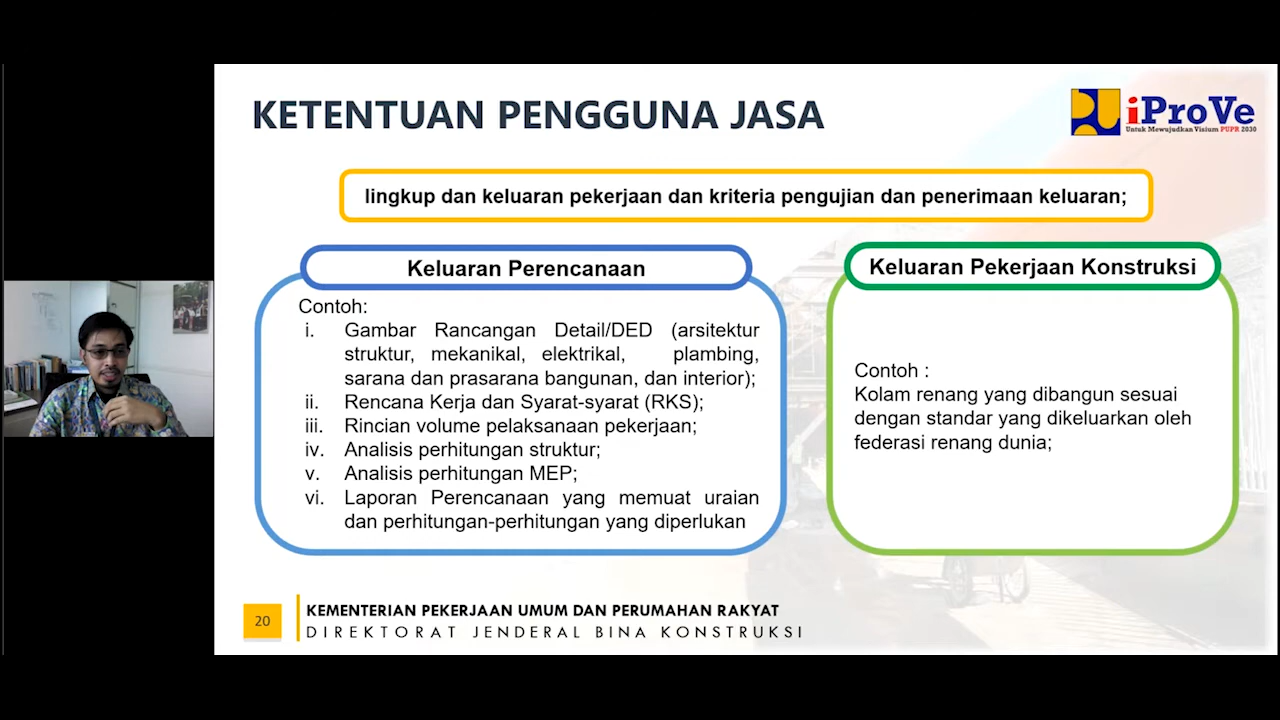 KETENTUAN PENGGUNA JASA
iProVe
Untuk Mewujudkan Visium PUPR 2030
lingkup dan keluaran pekerjaan dan kriteria pengujian dan penerimaan keluaran;
Keluaran Perencanaan
Contoh:
i. Gambar Rancangan Detail/DED (arsitektur
struktur, mekanikal, elektrikal, plambing,
sarana dan prasarana bangunan, dan interior);
ii. Rencana Kerja dan Syarat-syarat (RKS);
iii. Rincian volume pelaksanaan pekerjaan;
iv. Analisis perhitungan struktur;
v. Analisis perhitungan MEP;
vi. Laporan Perencanaan yang memuat uraian
dan perhitungan-perhitungan yang diperlukan
Keluaran Pekerjaan Konstruksi
Contoh :
Kolam renang yang dibangun sesuai
dengan standar yang dikeluarkan oleh
federasi renang dunia;
20
KEMENTERIAN PEKERJAAN UMUM DAN PERUMAHAN RAKYAT
DIREKTORAT JENDERAL BINA KONSTRUKSI